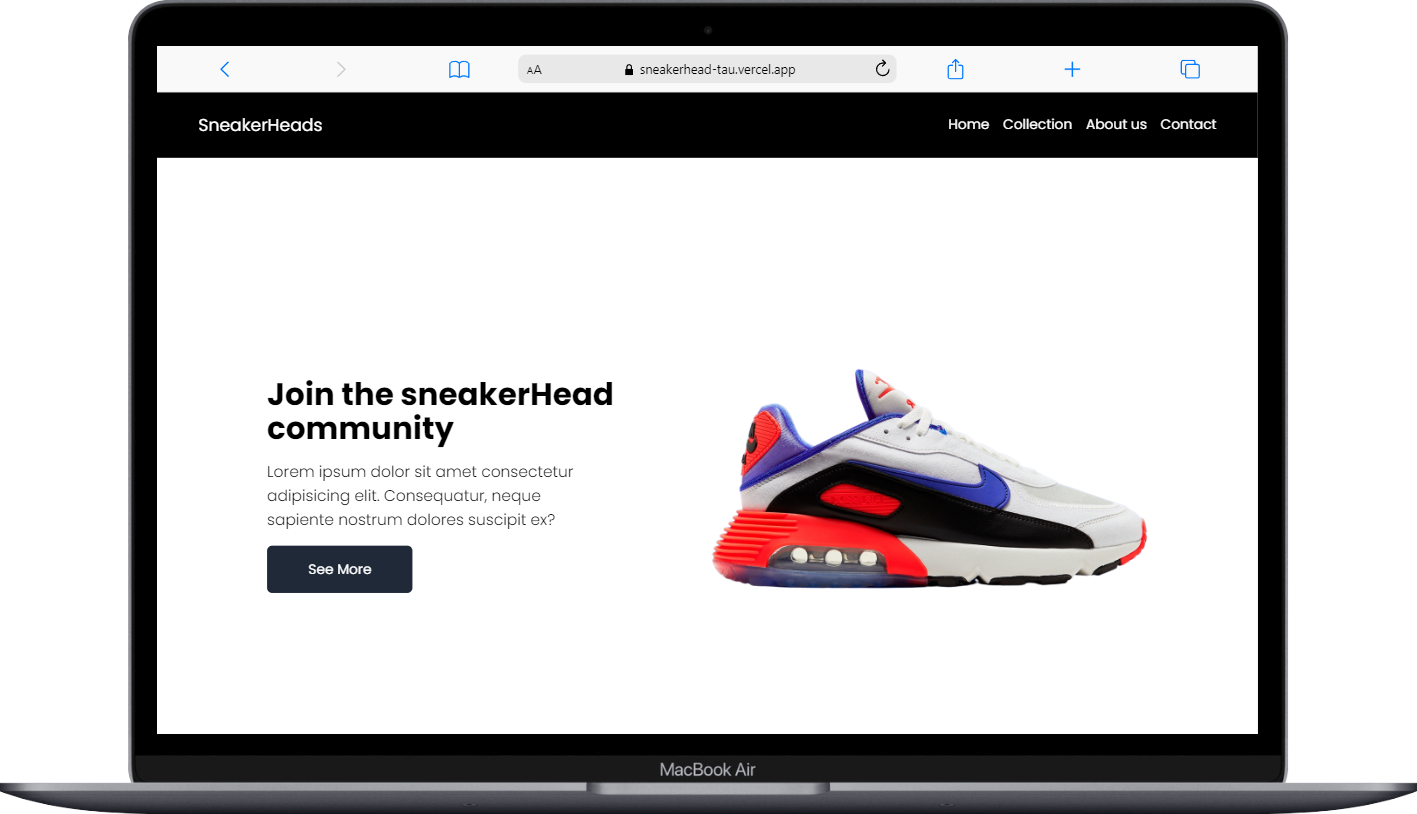 AA
sneakerhead-tau.vercel.app
SneakerHeads
Home Collection About us Contact
Join the sneakerHead
community
Lorem ipsum dolor sit amet consectetur
adipisicing elit. Consequatur, neque
sapiente nostrum dolores suscipit ex?
See More
MacBook Air